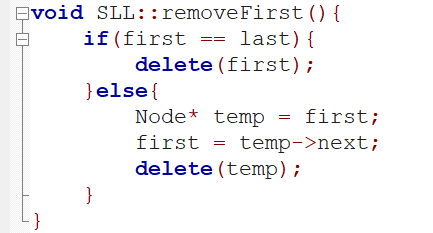 void SLL::removeFirst(){
    if(first == last){
        delete(first);
    }else{
        Node* temp = first;
        first = temp->next;
        delete(temp);
    }
}